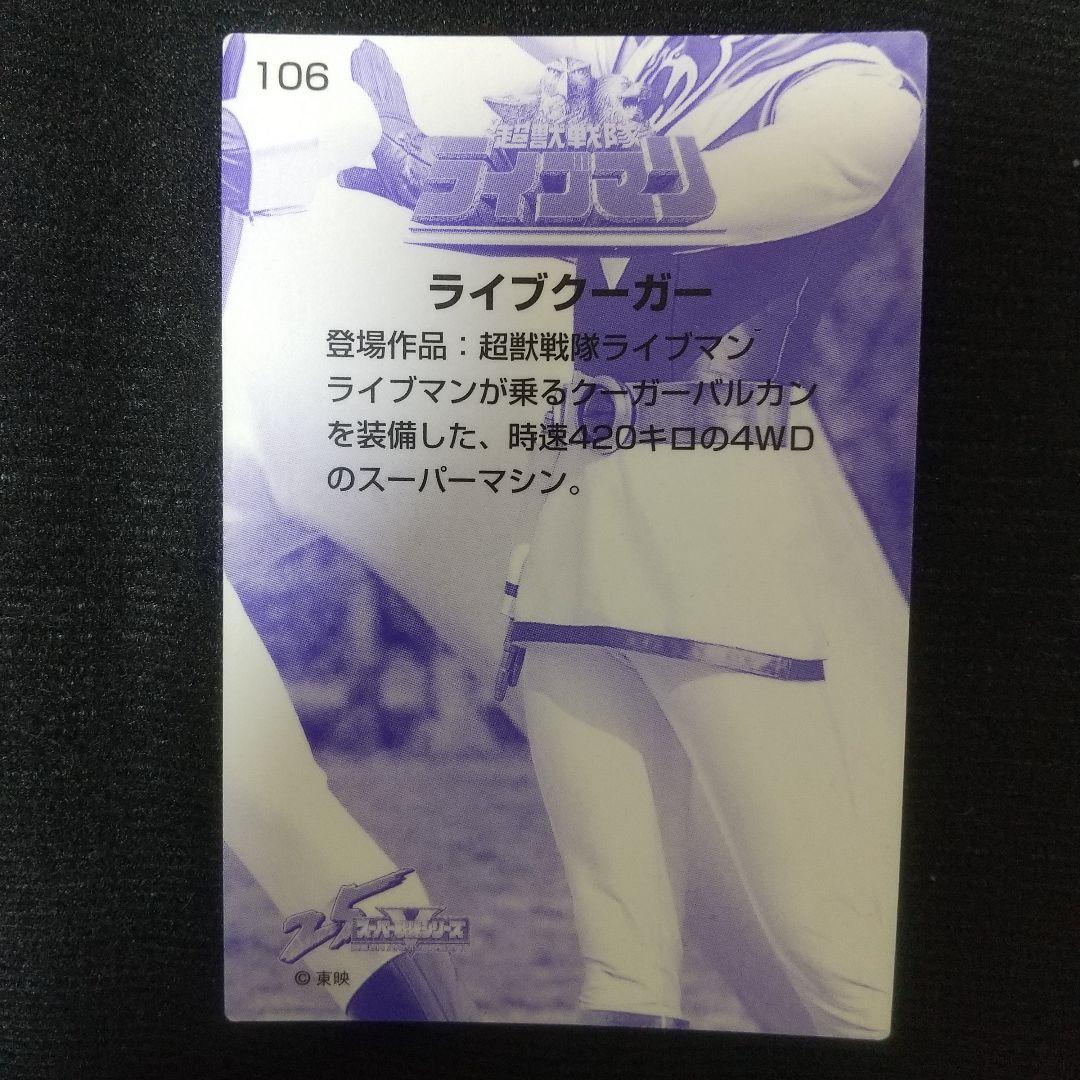 106
超獣戦隊
ライブマン
ライブクーガー
登場作品：超獣戦隊ライブマン
ライブマンが乗るクーガーバルカン
を装備した、時速420キロの4WD
のスーパーマシン。
25
スーパー戦隊シリーズ
© 東映